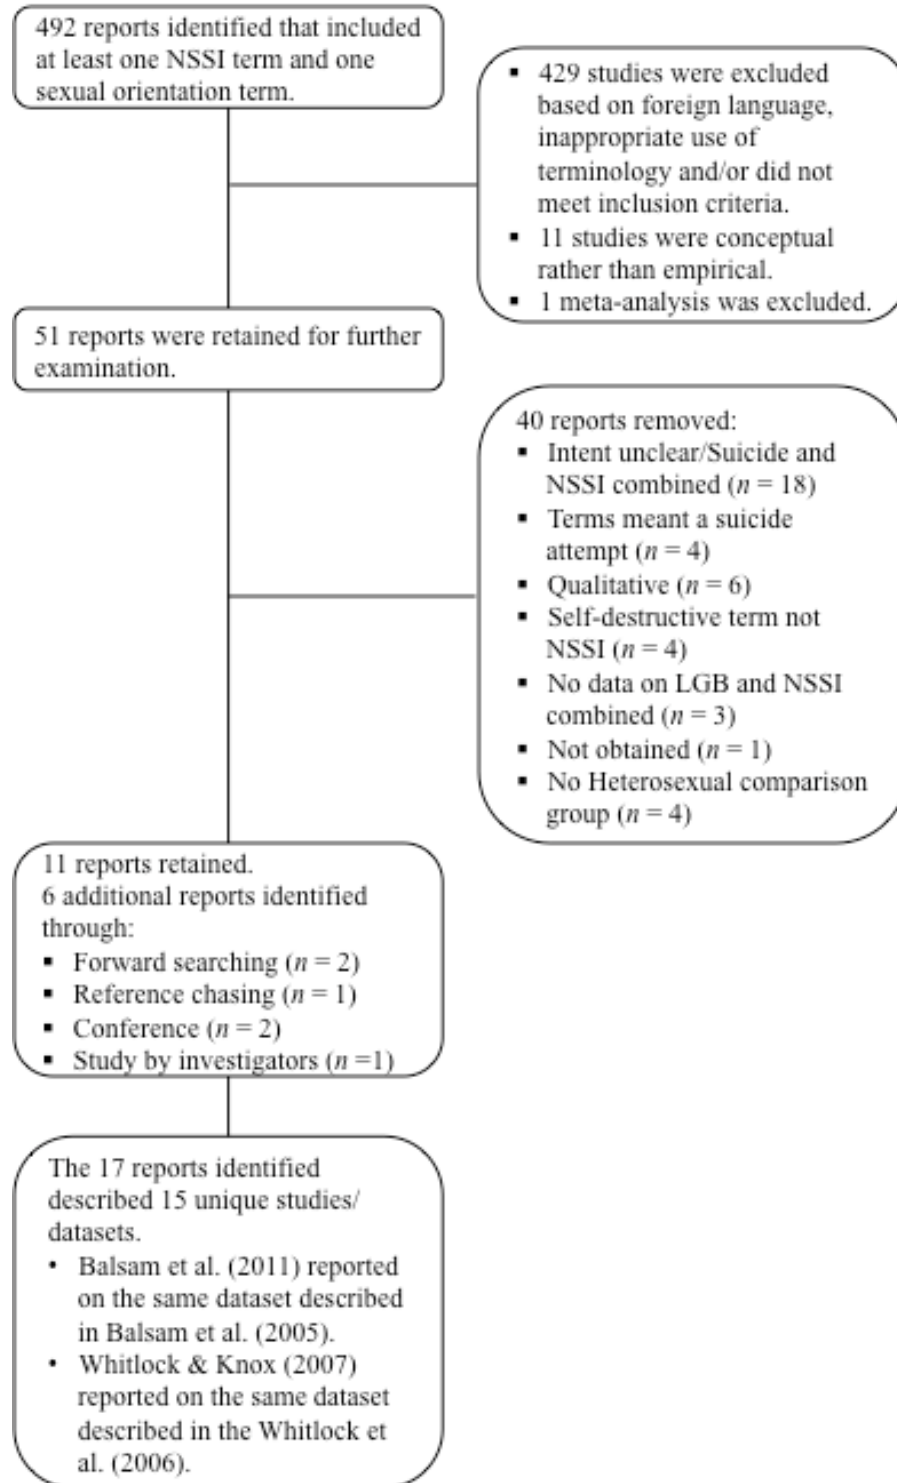 492 reports identified that included
at least one NSSI term and one
sexual orientation term.
▪ 429 studies were excluded
based on foreign language,
inappropriate use of
terminology and/or did not
meet inclusion criteria.
▪ 11 studies were conceptual
rather than empirical.
▪ 1 meta-analysis was excluded.
51 reports were retained for further
examination.
40 reports removed:
▪ Intent unclear/Suicide and
NSSI combined (n = 18)
▪ Terms meant a suicide
attempt (n = 4)
▪ Qualitative (n = 6)
▪ Self-destructive term not
NSSI (n = 4)
▪ No data on LGB and NSSI
combined (n = 3)
▪ Not obtained (n = 1)
▪ No Heterosexual comparison
group (n = 4)
11 reports retained.
6 additional reports identified
through:
▪ Forward searching (n = 2)
▪ Reference chasing (n = 1)
▪ Conference (n = 2)
▪ Study by investigators (n =1)
The 17 reports identified
described 15 unique studies/
datasets.
• Balsam et al. (2011) reported
on the same dataset described
in Balsam et al. (2005).
• Whitlock & Knox (2007)
reported on the same dataset
described in the Whitlock et
al. (2006).